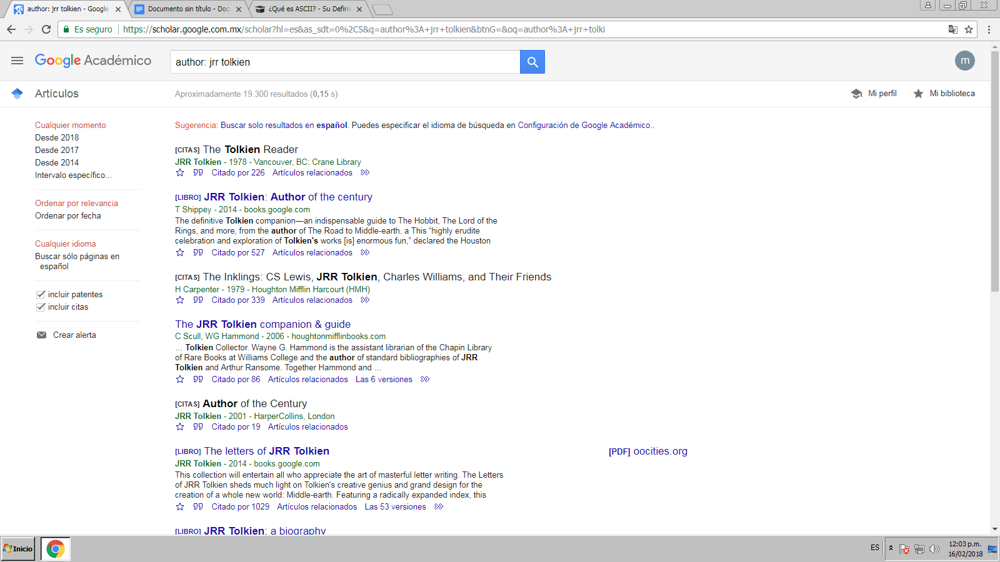 author: jrr tolkien - Google
Documento sin título - Doc
¿Qué es ASCII? - Su Defini
Es seguro | https://scholar.google.com.mx/scholar?hl=es&as_sdt=0%2C5&q=author%3A+jrr+tolkien&btnG=&oq=author%3A+jrr+tolki
Google Académico
author: jrr tolkien
m
Artículos
Aproximadamente 19.300 resultados (0,15 s)
Mi perfil
Mi biblioteca
Cualquier momento
Desde 2018
Desde 2017
Desde 2014
Intervalo específico...
Ordenar por relevancia
Ordenar por fecha
Cualquier idioma
Buscar sólo páginas en
español
incluir patentes
incluir citas
Crear alerta
Sugerencia: Buscar solo resultados en español. Puedes especificar el idioma de búsqueda en Configuración de Google Académico..
[CITAS] The Tolkien Reader
JRR Tolkien - 1978 - Vancouver, BC: Crane Library
Citado por 226 Artículos relacionados
[LIBRO] JRR Tolkien: Author of the century
T Shippey - 2014 - books.google.com
The definitive Tolkien companion—an indispensable guide to The Hobbit, The Lord of the
Rings, and more, from the author of The Road to Middle-earth. a This “highly erudite
celebration and exploration of Tolkien's works [is] enormous fun,” declared the Houston
Citado por 527 Artículos relacionados
[CITAS] The Inklings: CS Lewis, JRR Tolkien, Charles Williams, and Their Friends
H Carpenter - 1979 - Houghton Mifflin Harcourt (HMH)
Citado por 339 Artículos relacionados
The JRR Tolkien companion & guide
C Scull, WG Hammond - 2006 - houghtonmifflinbooks.com
... Tolkien Collector. Wayne G. Hammond is the assistant librarian of the Chapin Library
of Rare Books at Williams College and the author of standard bibliographies of JRR
Tolkien and Arthur Ransome. Together Hammond and ...
Citado por 86 Artículos relacionados Las 6 versiones
[CITAS] Author of the Century
JRR Tolkien - 2001 - HarperCollins, London
Citado por 19 Artículos relacionados
[LIBRO] The letters of JRR Tolkien
[PDF] oocities.org
JRR Tolkien - 2014 - books.google.com
This collection will entertain all who appreciate the art of masterful letter writing. The Letters
of JRR Tolkien sheds much light on Tolkien's creative genius and grand design for the
creation of a whole new world: Middle-earth. Featuring a radically expanded index, this
Citado por 1029 Artículos relacionados Las 53 versiones
[LIBRO] JRR Tolkien: a biography
Inicio
ES
12:03 p.m.
16/02/2018